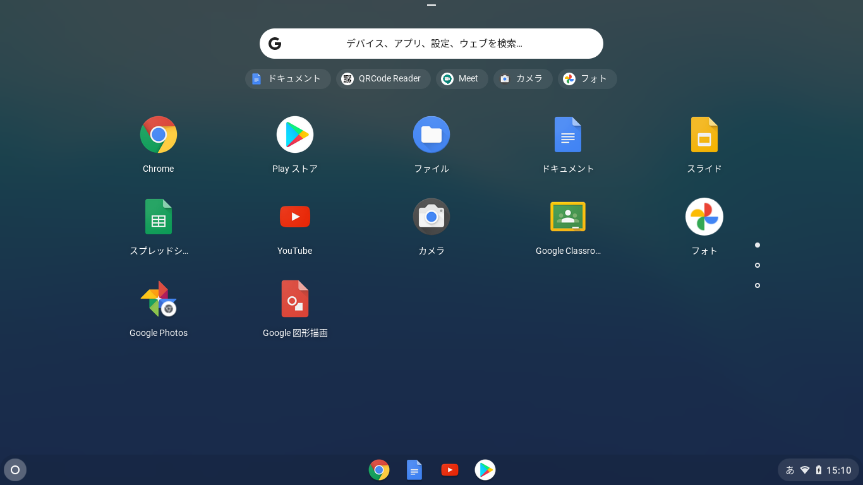 デバイス、アプリ、設定、ウェブを検索...
ドキュメント QRCode Reader Meet カメラ フォト
Chrome Play ストア ファイル ドキュメント スライド
スプレッドシ... YouTube カメラ Google Classro... フォト
Google Photos Google 図形描画
あ 15:10